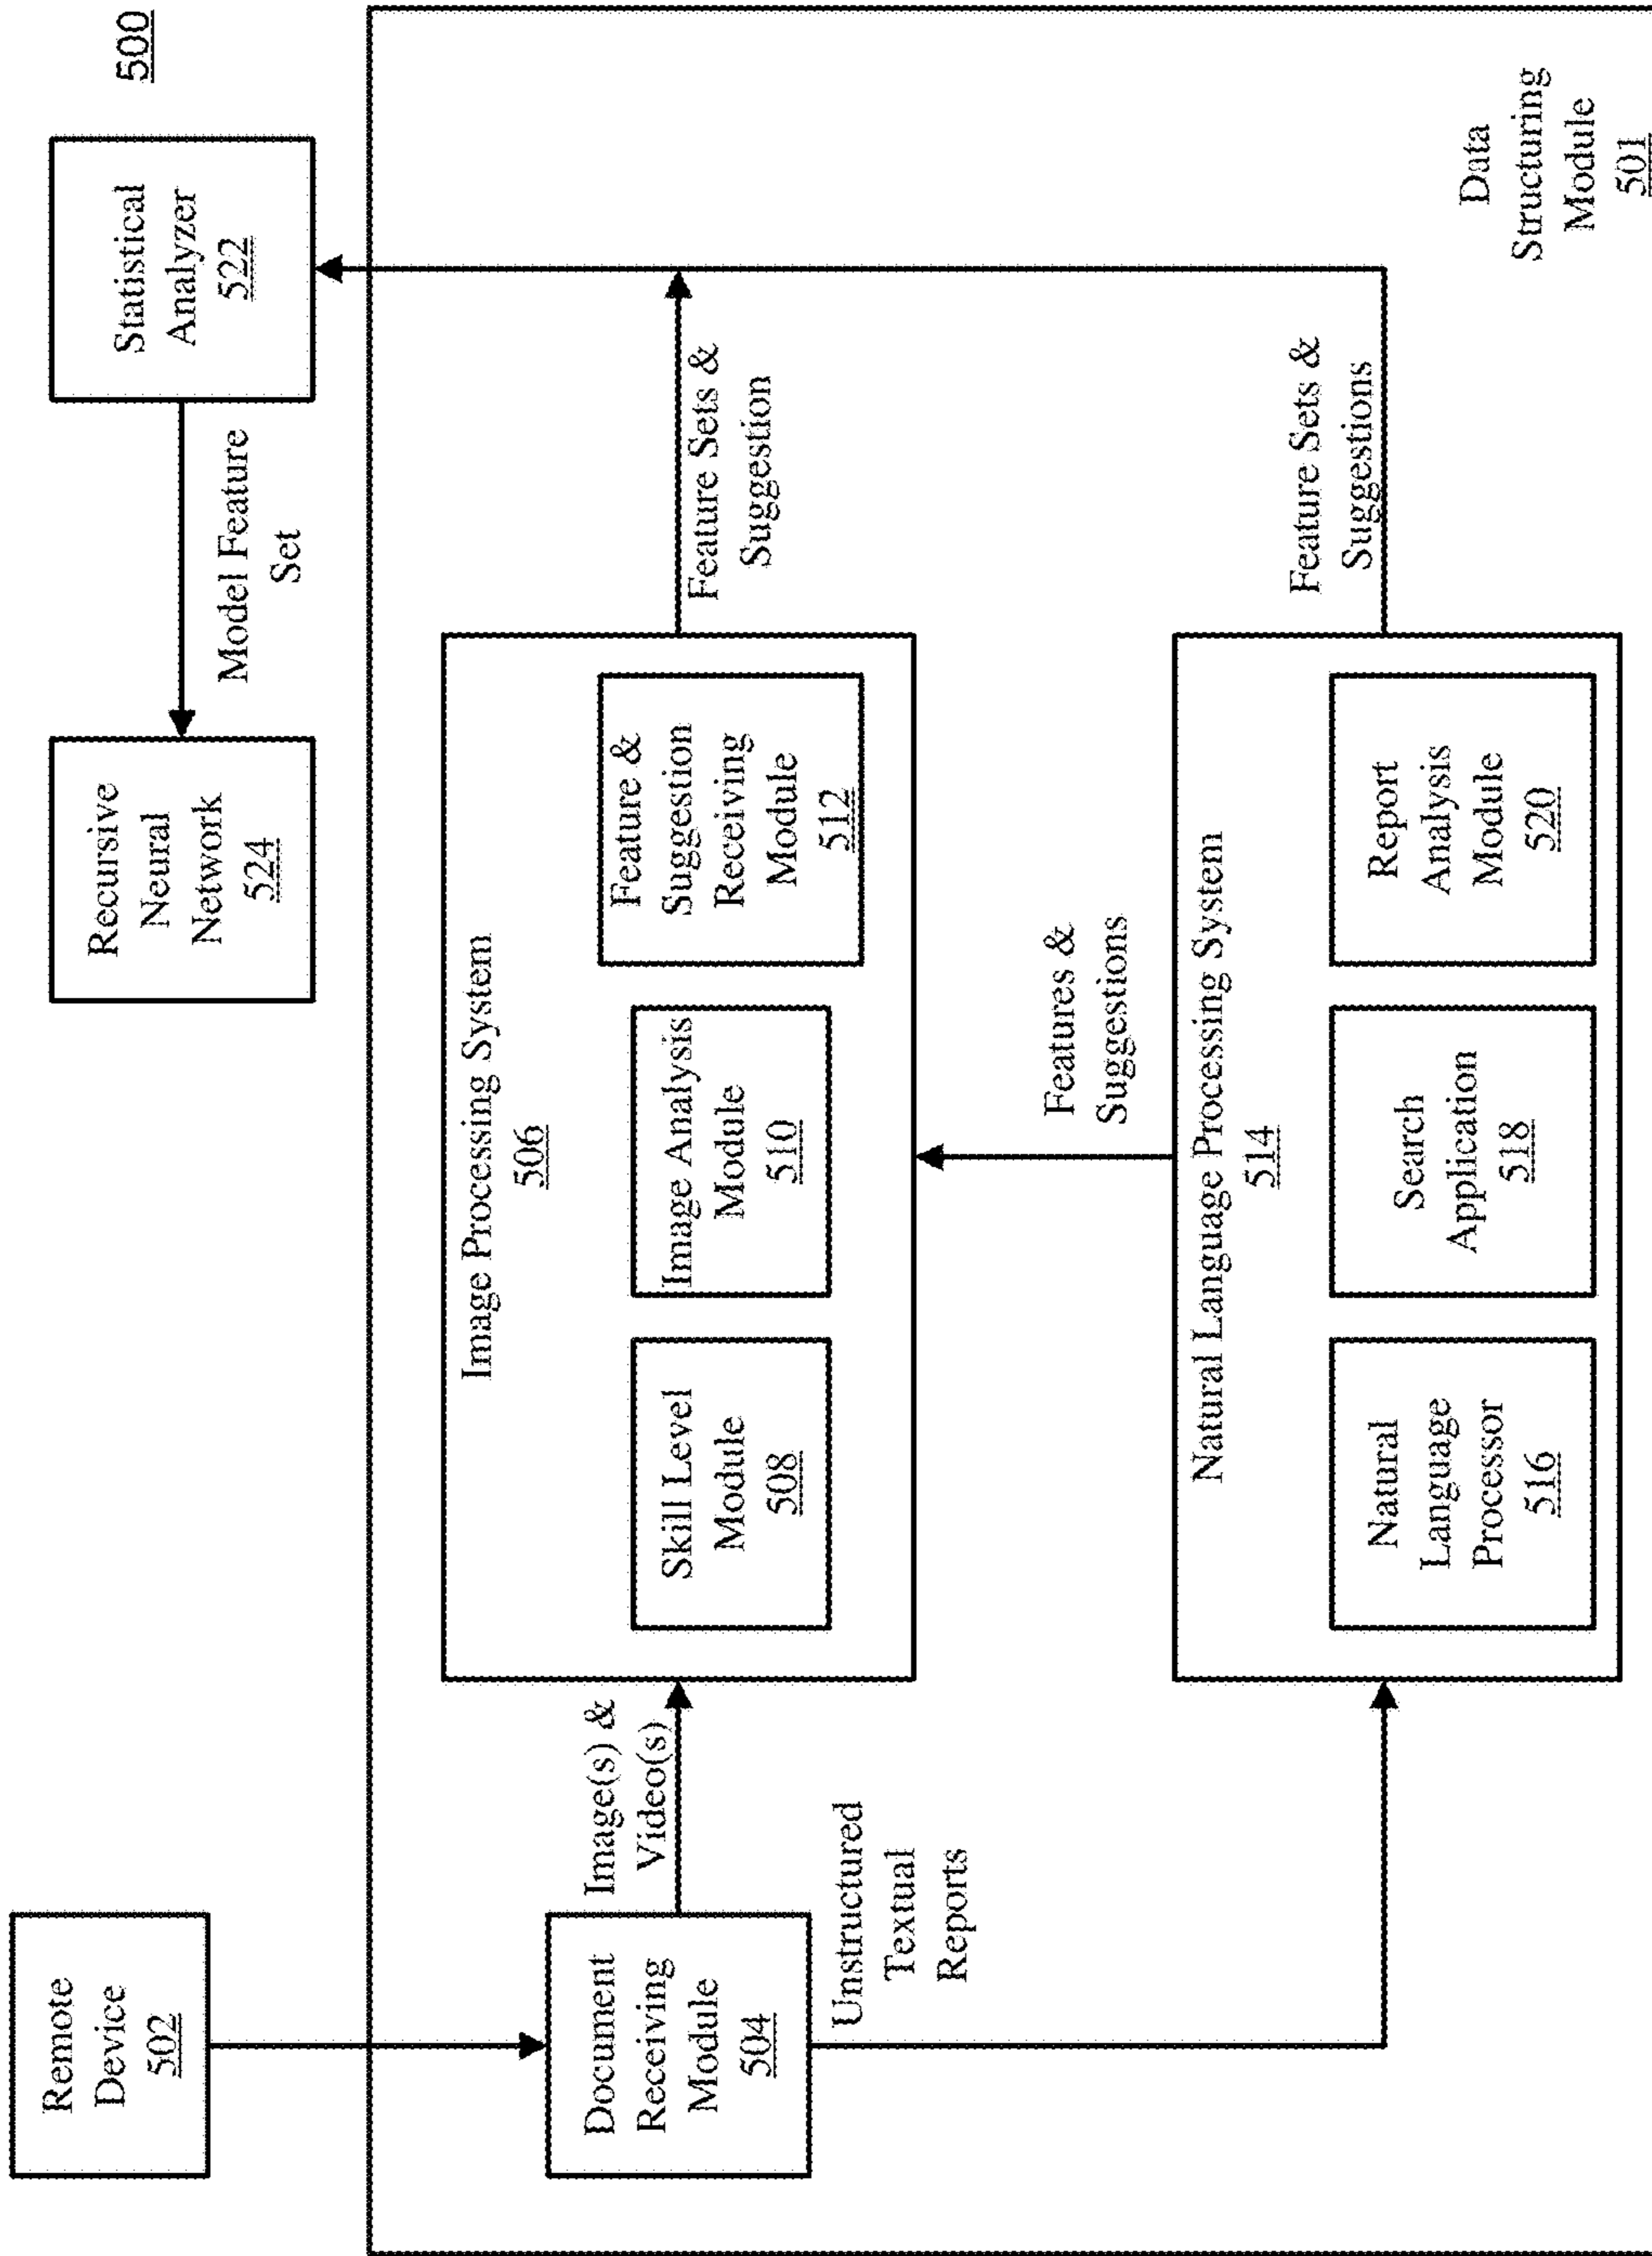 500
Remote
Device
502
Recursive
Neural
Network
524
Model Feature
Set
Statistical
Analyzer
522
Document
Receiving
Module
504
Image(s) &
Video(s)
Unstructured
Textual
Reports
Image Processing System
506
Skill Level
Module
508
Image Analysis
Module
510
Feature &
Suggestion
Receiving
Module
512
Feature Sets &
Suggestion
Features &
Suggestions
Natural Language Processing System
514
Natural
Language
Processor
516
Search
Application
518
Report
Analysis
Module
520
Feature Sets &
Suggestions
Data
Structuring
Module
501